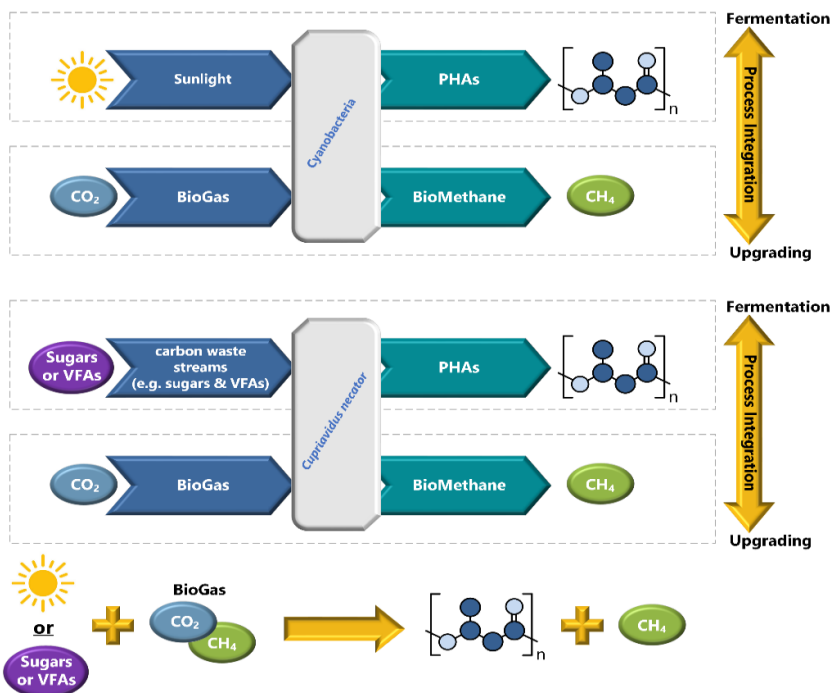 Fermentation
Sunlight
PHAs
n
Cyanobacteria
Process Integration
CO₂
BioGas
BioMethane
CH₄
Upgrading
Fermentation
Sugars
or VFAs
carbon waste
streams
(e.g. sugars & VFAs)
PHAs
n
Cupriavidus necator
Process Integration
CO₂
BioGas
BioMethane
CH₄
Upgrading
or
Sugars
or VFAs
BioGas
CO₂
CH₄
n
CH₄